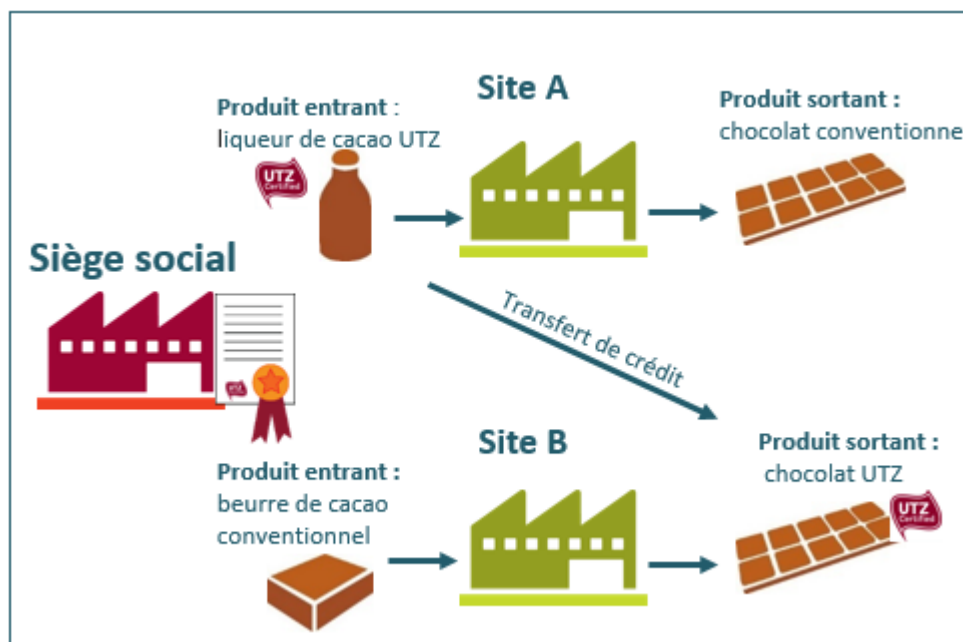 Site A
Produit entrant :
liqueur de cacao UTZ
UTZ
Certified
Produit sortant :
chocolat conventionne
Siège social
Transfert de crédit
Site B
Produit entrant :
beurre de cacao
conventionnel
Produit sortant :
chocolat UTZ
UTZ
Certified